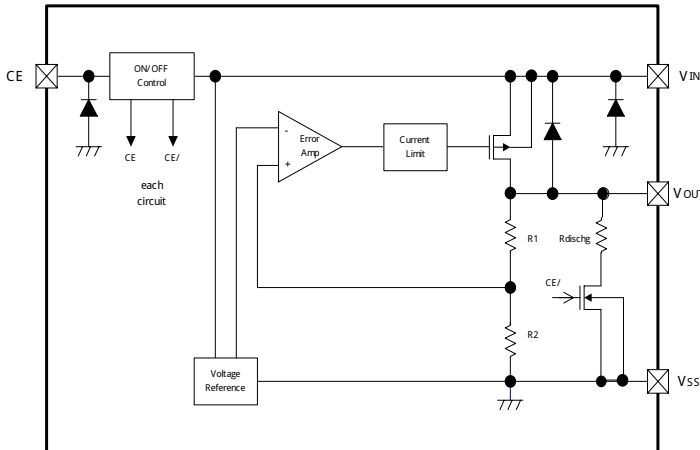 CE
ON/OFF
Control
VIN
CE
CE/
each
circuit
-
Error
Amp
+
Current
Limit
VOUT
R1
Rdischg
CE/
R2
Voltage
Reference
VSS